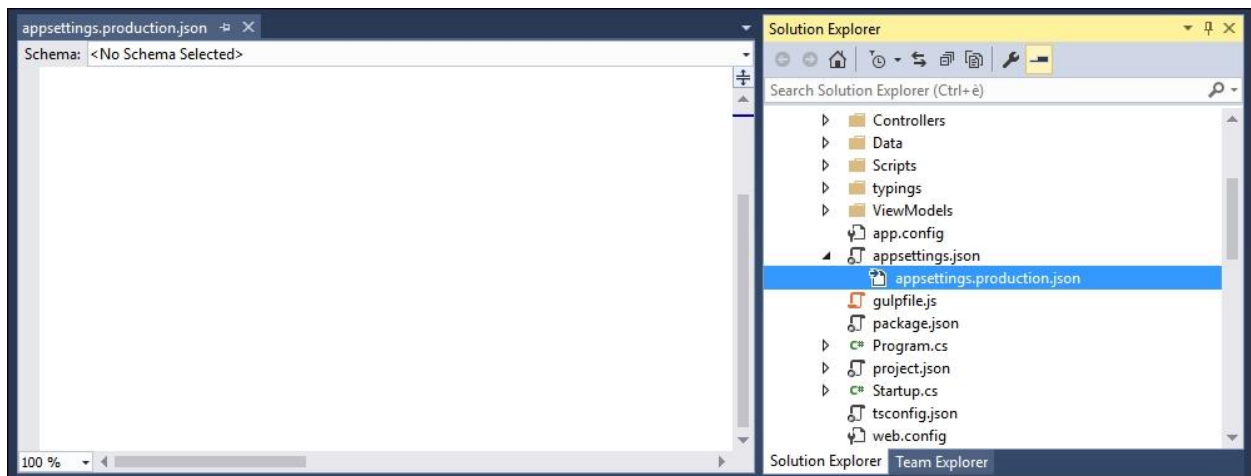 appsettings.production.json
Schema: <No Schema Selected>
100 %
Solution Explorer
Search Solution Explorer (Ctrl+è)
Controllers
Data
Scripts
typings
ViewModels
app.config
appsettings.json
appsettings.production.json
gulpfile.js
package.json
C# Program.cs
project.json
C# Startup.cs
tsconfig.json
web.config
Solution Explorer Team Explorer